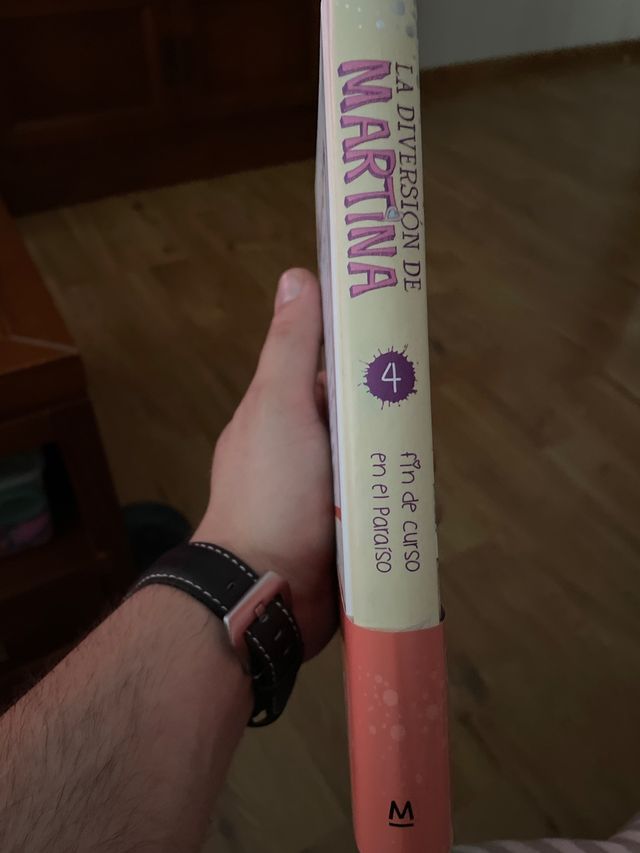 LA DIVERSIÓN DE
MARTINA
4
fin de curso
en el Paraíso
M